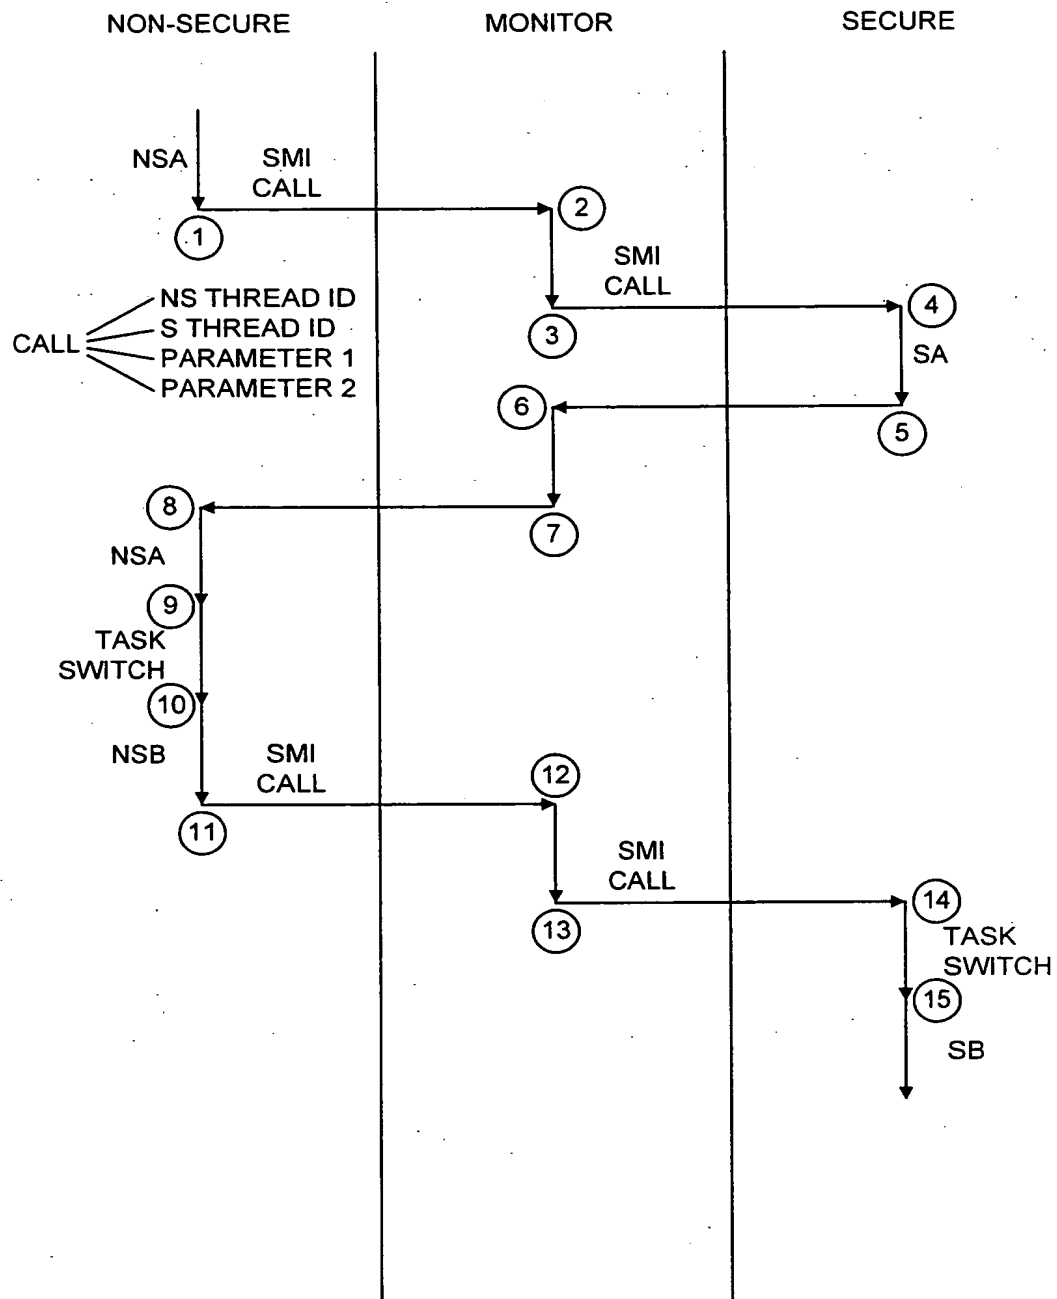 NON-SECURE
MONITOR
SECURE
NSA
SMI
CALL
1
2
SMI
CALL
3
4
NS THREAD ID
S THREAD ID
CALL
PARAMETER 1
PARAMETER 2
SA
6
5
8
7
NSA
9
TASK
SWITCH
10
NSB
SMI
CALL
12
11
SMI
CALL
13
14
TASK
SWITCH
15
SB